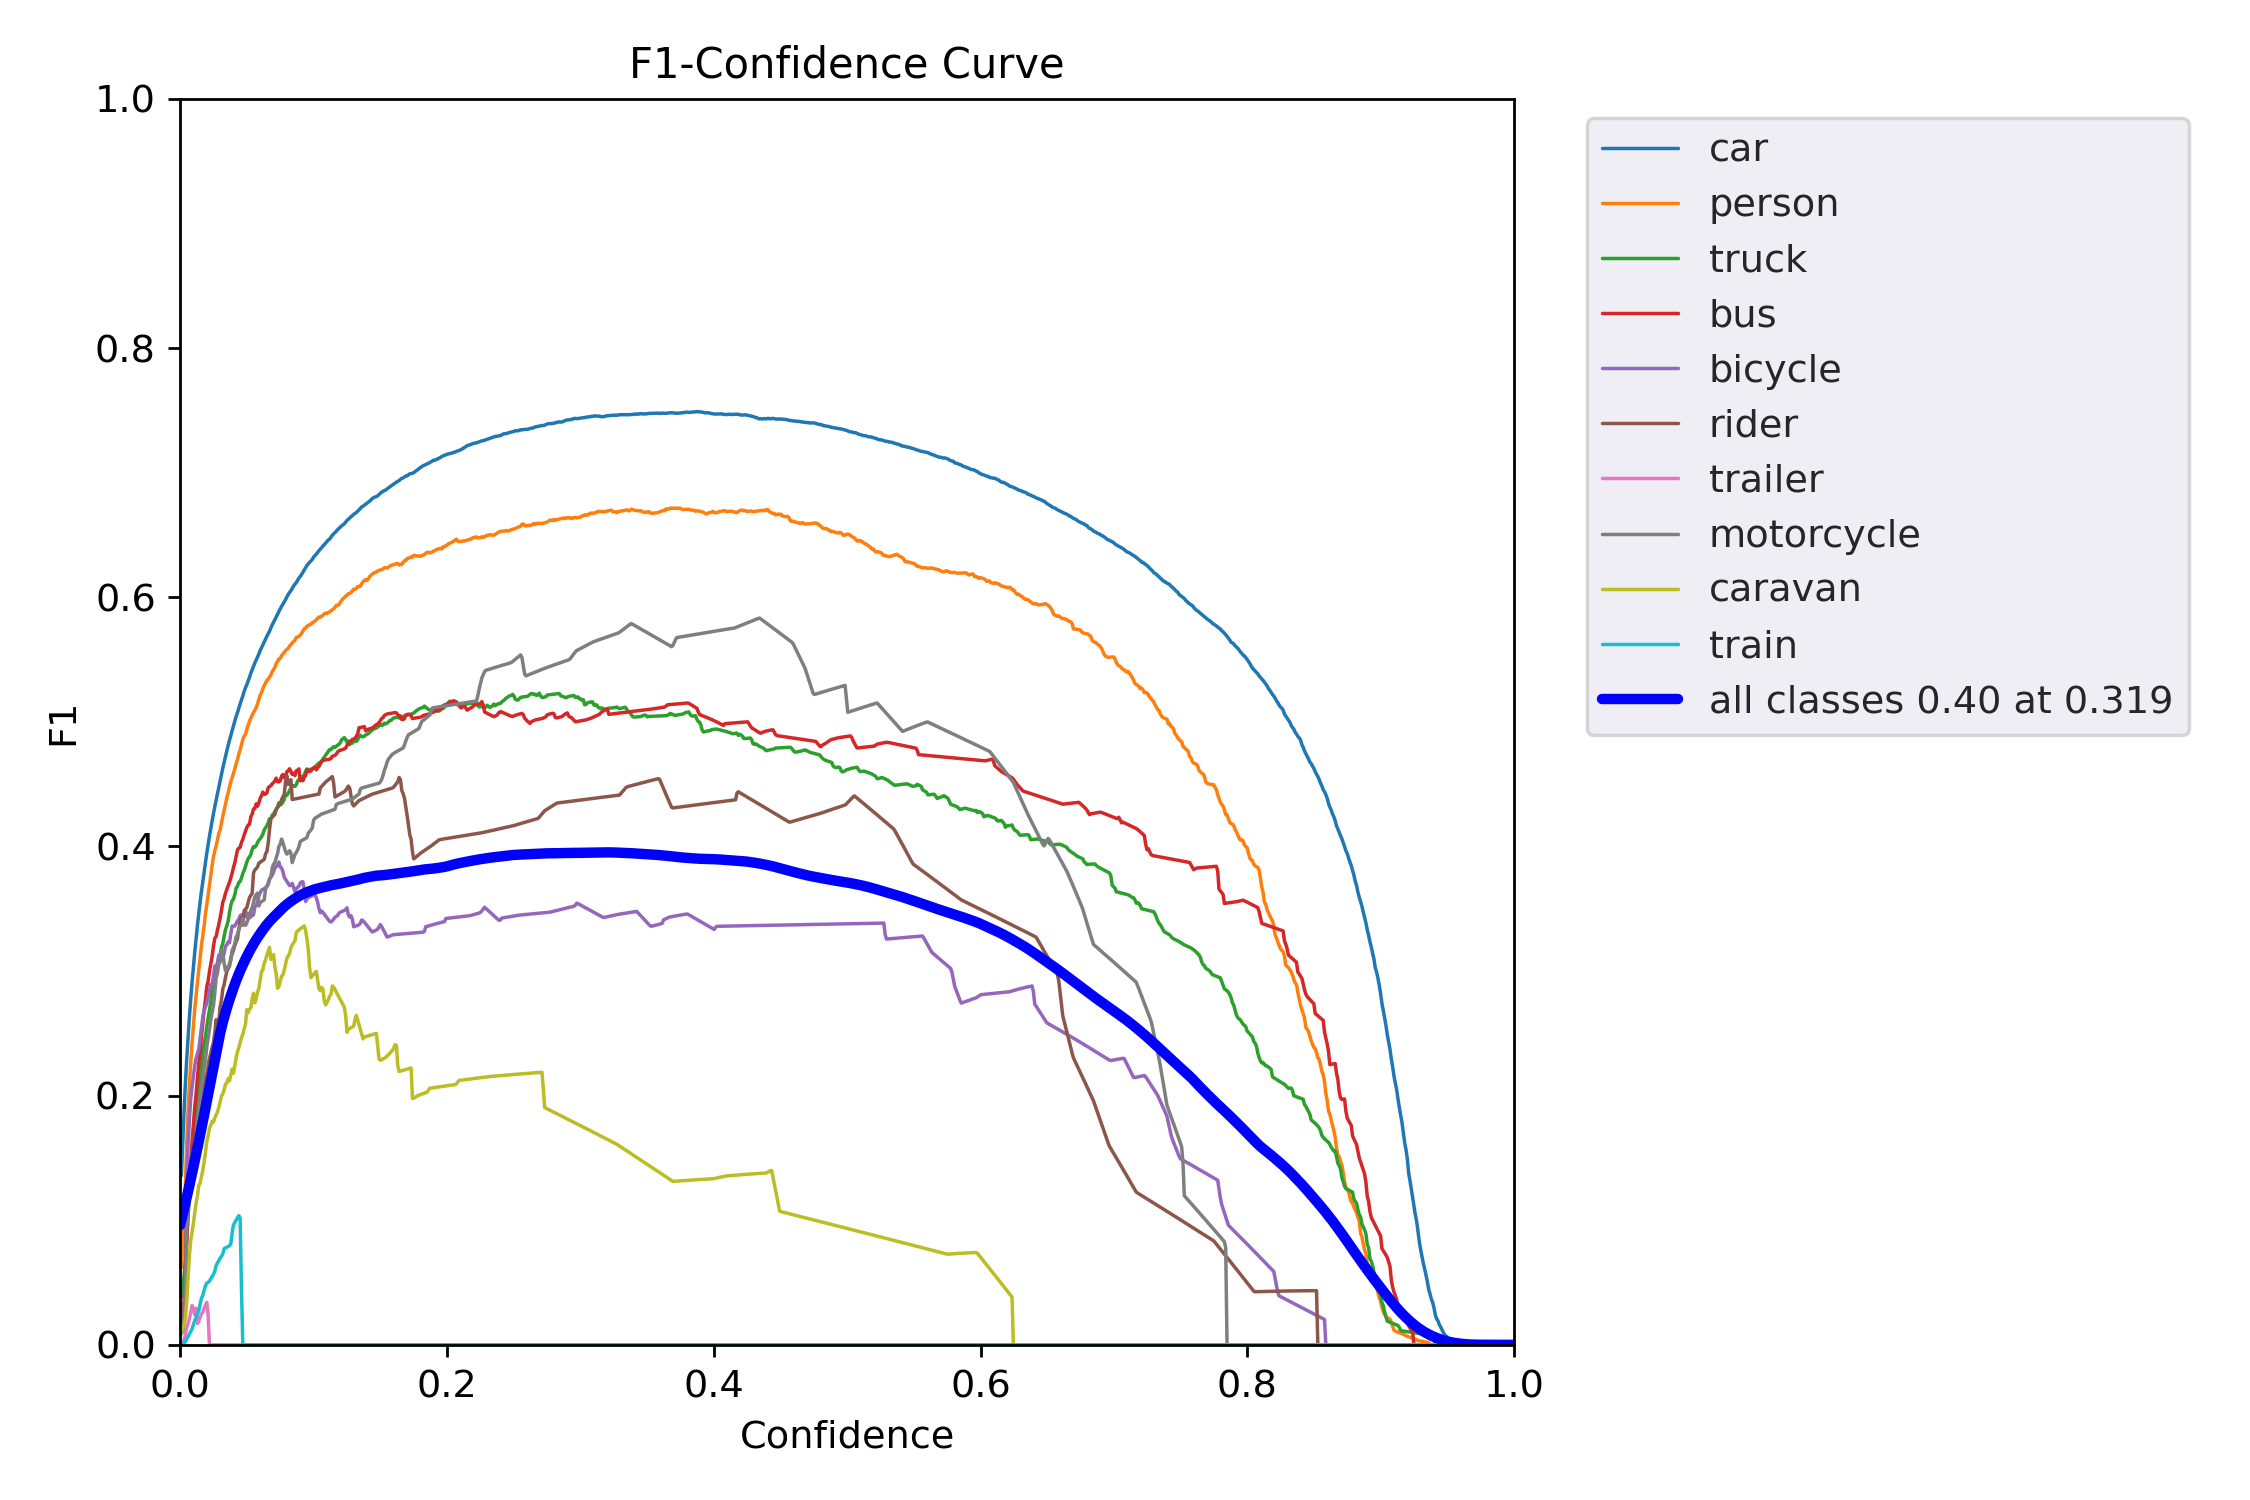 F1-Confidence Curve
1.0
0.8
0.6
0.4
0.2
0.0
F1
0.0 0.2 0.4 0.6 0.8 1.0
Confidence
car
person
truck
bus
bicycle
rider
trailer
motorcycle
caravan
train
all classes 0.40 at 0.319